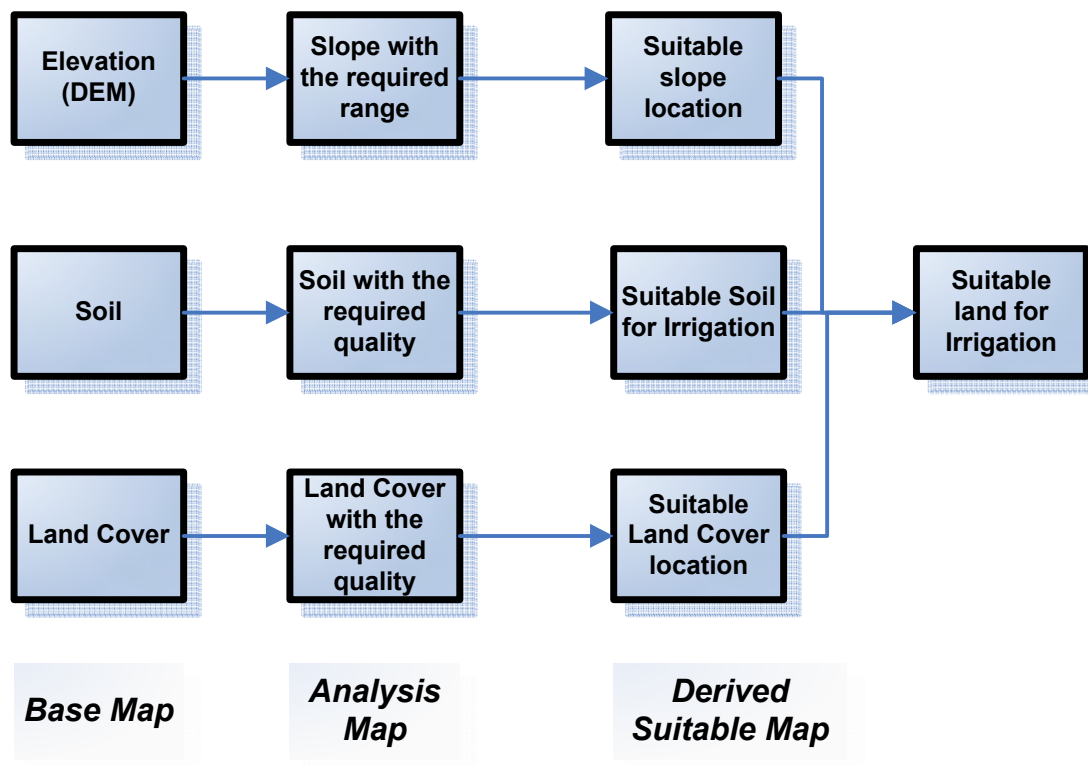 Elevation
(DEM)
Slope with
the required
range
Suitable
slope
location
Soil
Soil with the
required
quality
Suitable Soil
for Irrigation
Suitable
land for
Irrigation
Land Cover
Land Cover
with the
required
quality
Suitable
Land Cover
location
Base Map
Analysis
Map
Derived
Suitable Map